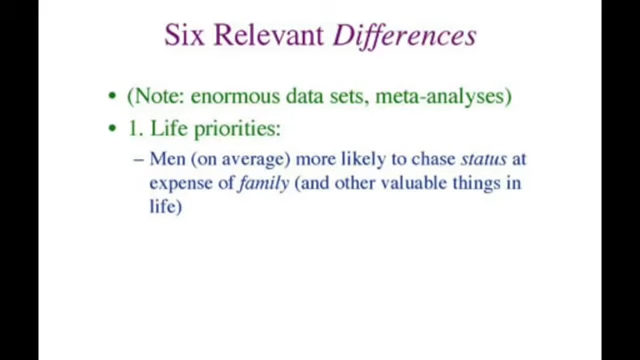 Six Relevant Differences
• (Note: enormous data sets, meta-analyses)
• 1. Life priorities:
– Men (on average) more likely to chase status at
expense of family (and other valuable things in
life)